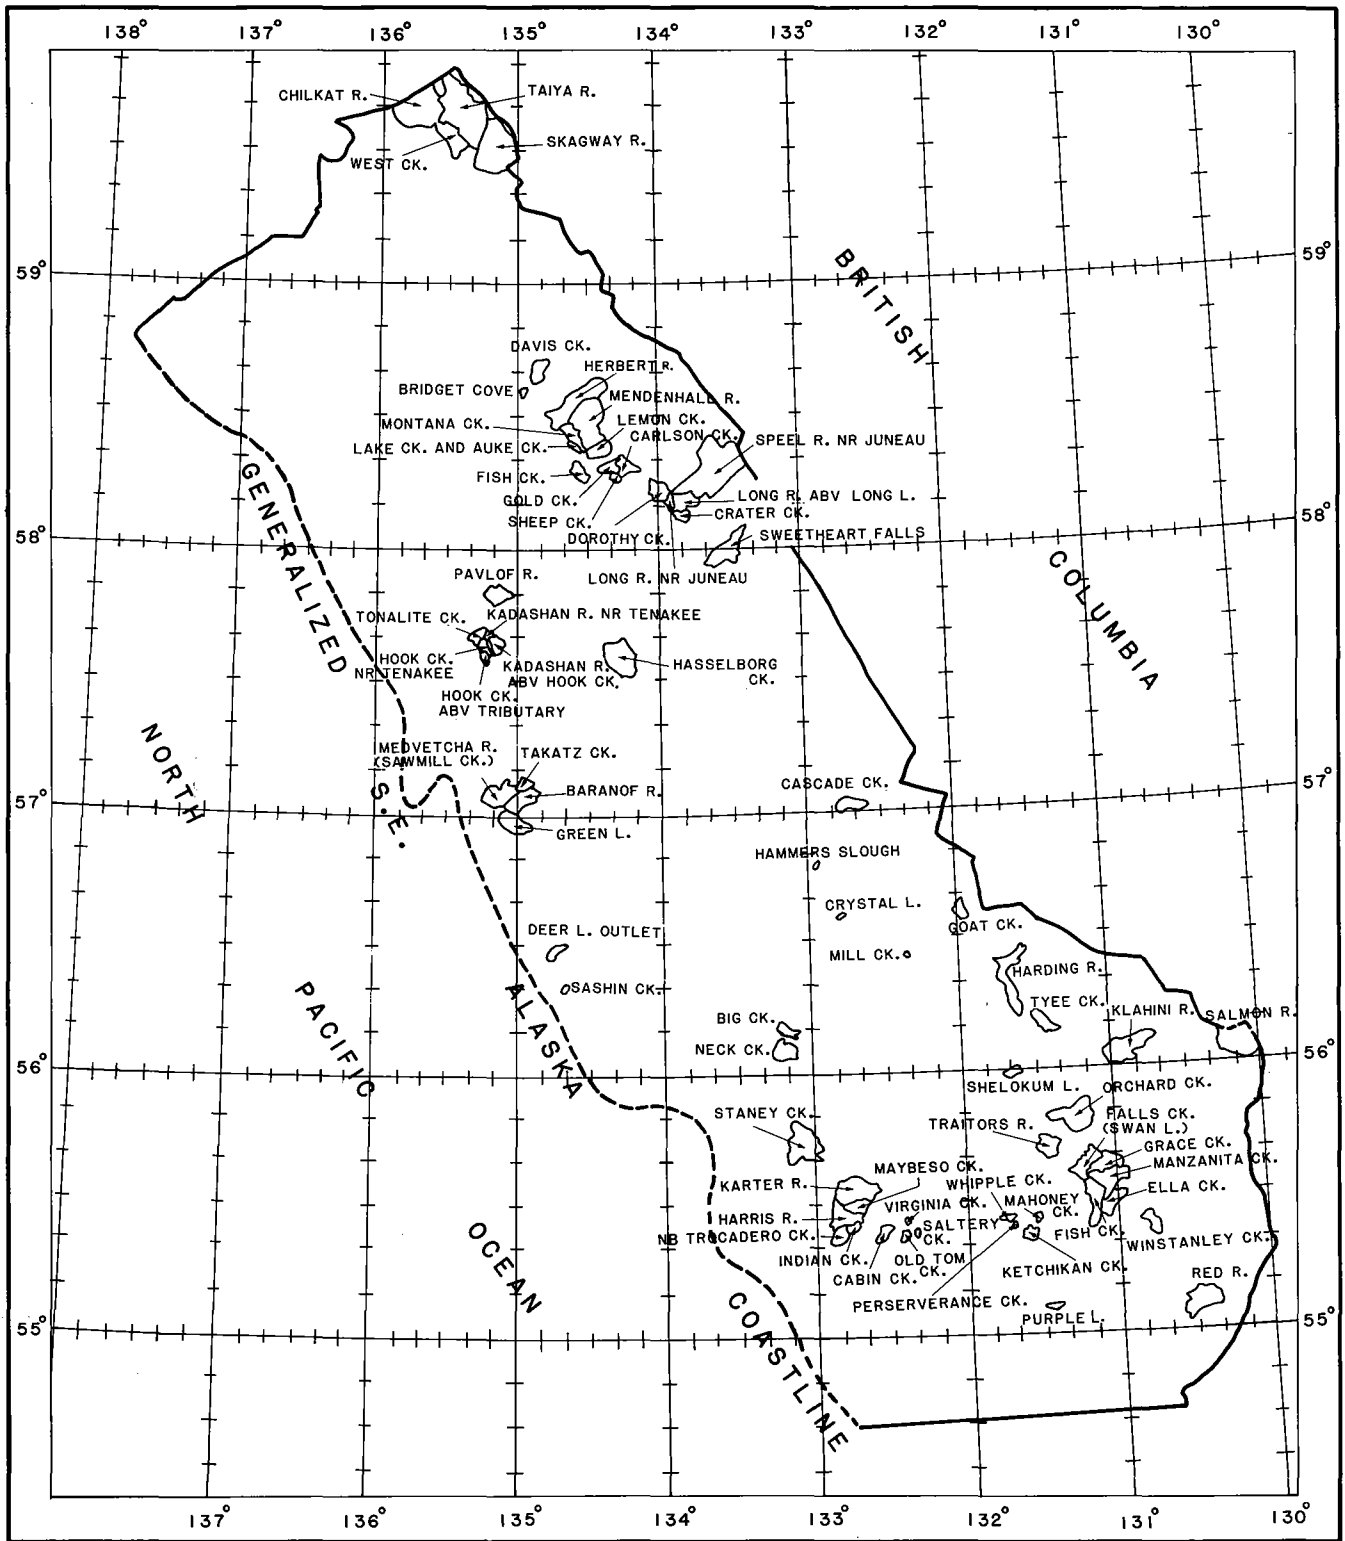 138° 137° 136° 135° 134° 133° 132° 131° 130°
CHILKAT R.
TAIYA R.
SKAGWAY R.
WEST CK.
59°
59°
BRITISH
COLUMBIA
DAVIS CK.
HERBERT R.
BRIDGET COVE
MENDENHALL R.
MONTANA CK.
LEMON CK.
CARLSON CK.
LAKE CK. AND AUKE CK.
SPEEL R. NR JUNEAU
FISH CK.
GOLD CK.
LONG R. ABV LONG L.
SHEEP CK.
CRATER CK.
DOROTHY CK.
SWEETHEART FALLS
58°
58°
LONG R. NR JUNEAU
PAVLOF R.
TONALITE CK.
KADASHAN R. NR TENAKEE
HOOK CK.
NR TENAKEE
KADASHAN R.
ABV HOOK CK.
HASSELBORG
CK.
HOOK CK.
ABV TRIBUTARY
GENERALIZED
S.E.
ALASKA
COASTLINE
NORTH
PACIFIC
OCEAN
MEDVETCHA R.
(SAWMILL CK.)
TAKATZ CK.
BARANOF R.
GREEN L.
CASCADE CK.
57°
57°
HAMMERS SLOUGH
CRYSTAL L.
GOAT CK.
DEER L. OUTLET
MILL CK.
SASHIN CK.
HARDING R.
TYEE CK.
KLAHINI R.
SALMON R.
BIG CK.
NECK CK.
56°
56°
SHELOKUM L.
ORCHARD CK.
STANEY CK.
TRAITORS R.
FALLS CK.
(SWAN L.)
GRACE CK.
MANZANITA CK.
ELLA CK.
KARTER R.
MAYBESO CK.
WHIPPLE CK.
VIRGINIA CK.
MAHONEY
CK.
HARRIS R.
SALTERY
CK.
FISH CK.
NB TROCADERO CK.
WINSTANLEY CK.
INDIAN CK.
OLD TOM
CK.
CABIN CK.
KETCHIKAN CK.
RED R.
PERSERVERANCE CK.
PURPLE L.
55°
55°
137° 136° 135° 134° 133° 132° 131° 130°